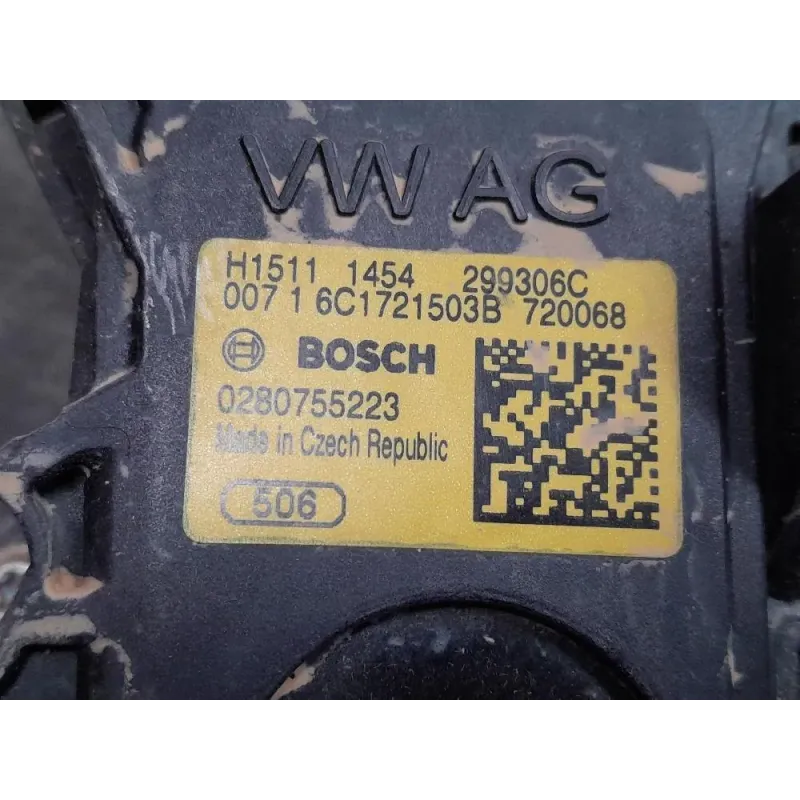 VW AG
H1511 1454 299306C
007 1 6C1721503B 720068
BOSCH
0280755223
Made in Czech Republic
506